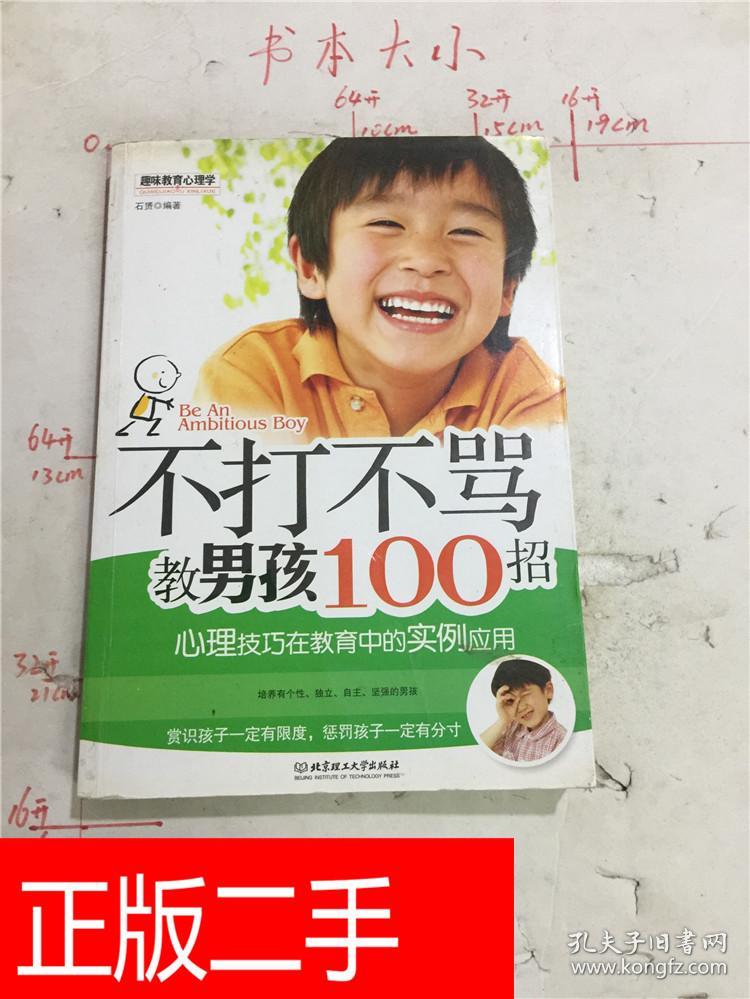 书本大小
64开
32开
16开
10cm
15cm
19cm
0
趣味教育心理学
QUWEIJIAOYU XINLIXUE
石赟◎编著
Be An
Ambitious Boy
不打不骂
教男孩100招
心理技巧在教育中的实例应用
培养有个性、独立、自主、坚强的男孩
赏识孩子一定有限度，惩罚孩子一定有分寸
北京理工大学出版社
BEIJING INSTITUTE OF TECHNOLOGY PRESS
64开
13cm
32开
21cm
16开
正版二手
孔夫子旧书网
www.kongfz.com